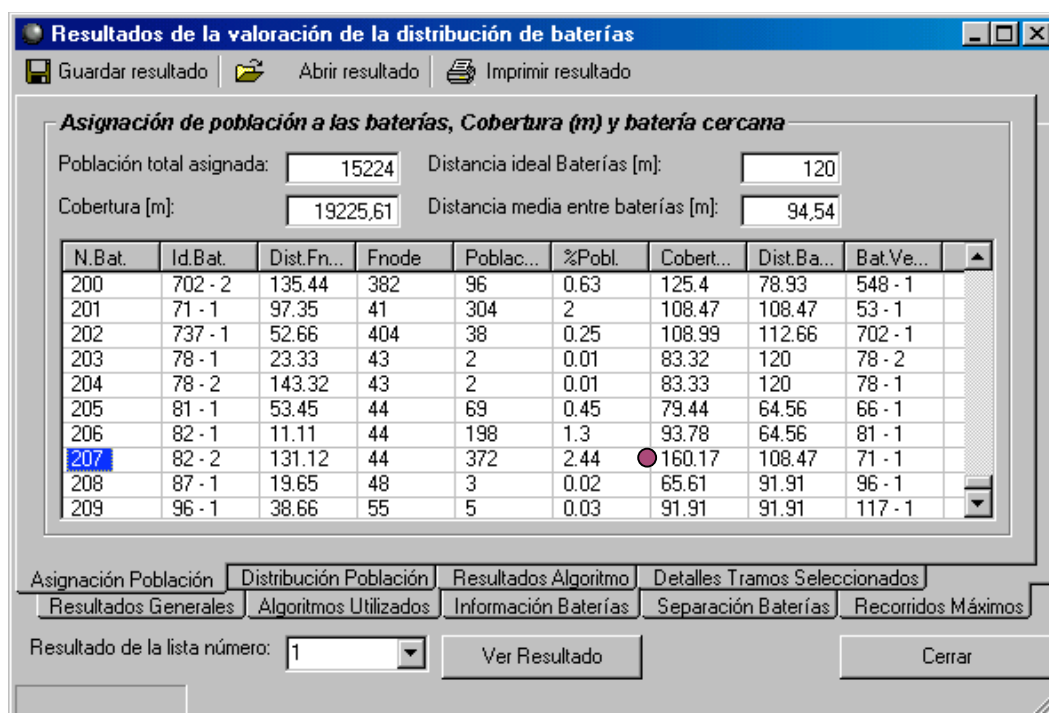 Resultados de la valoración de la distribución de baterías
Guardar resultado Abrir resultado Imprimir resultado
Asignación de población a las baterías, Cobertura (m) y batería cercana
Población total asignada: 15224 Distancia ideal Baterías [m]: 120
Cobertura [m]: 19225,61 Distancia media entre baterías [m]: 94,54
N.Bat. Id.Bat. Dist.Fn... Fnode Poblac... %Pobl. Cobert... Dist.Ba... Bat.Ve...
200 702 - 2 135.44 382 96 0.63 125.4 78.93 548 - 1
201 71 - 1 97.35 41 304 2 108.47 108.47 53 - 1
202 737 - 1 52.66 404 38 0.25 108.99 112.66 702 - 1
203 78 - 1 23.33 43 2 0.01 83.32 120 78 - 2
204 78 - 2 143.32 43 2 0.01 83.33 120 78 - 1
205 81 - 1 53.45 44 69 0.45 79.44 64.56 66 - 1
206 82 - 1 11.11 44 198 1.3 93.78 64.56 81 - 1
207 82 - 2 131.12 44 372 2.44 160.17 108.47 71 - 1
208 87 - 1 19.65 48 3 0.02 65.61 91.91 96 - 1
209 96 - 1 38.66 55 5 0.03 91.91 91.91 117 - 1
Asignación Población Distribución Población Resultados Algoritmo Detalles Tramos Seleccionados
Resultados Generales Algoritmos Utilizados Información Baterías Separación Baterías Recorridos Máximos
Resultado de la lista número: 1 Ver Resultado Cerrar